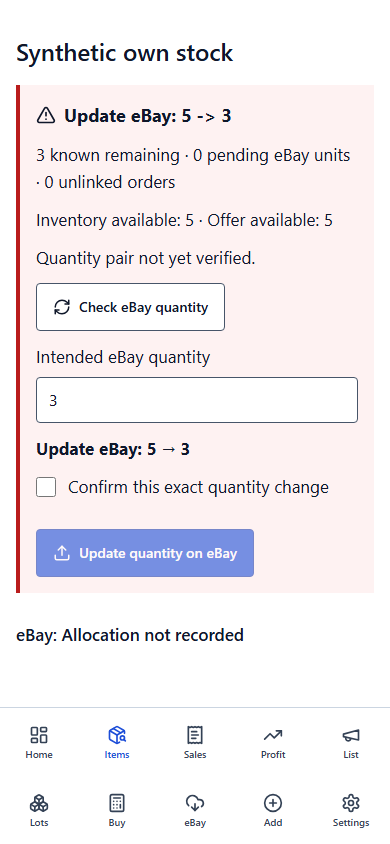 Synthetic own stock
Update eBay: 5 -> 3
3 known remaining · 0 pending eBay units
· 0 unlinked orders
Inventory available: 5 · Offer available: 5
Quantity pair not yet verified.
Check eBay quantity
Intended eBay quantity
3
Update eBay: 5 → 3
Confirm this exact quantity change
Update quantity on eBay
eBay: Allocation not recorded
Home Items Sales Profit List
Lots Buy eBay Add Settings